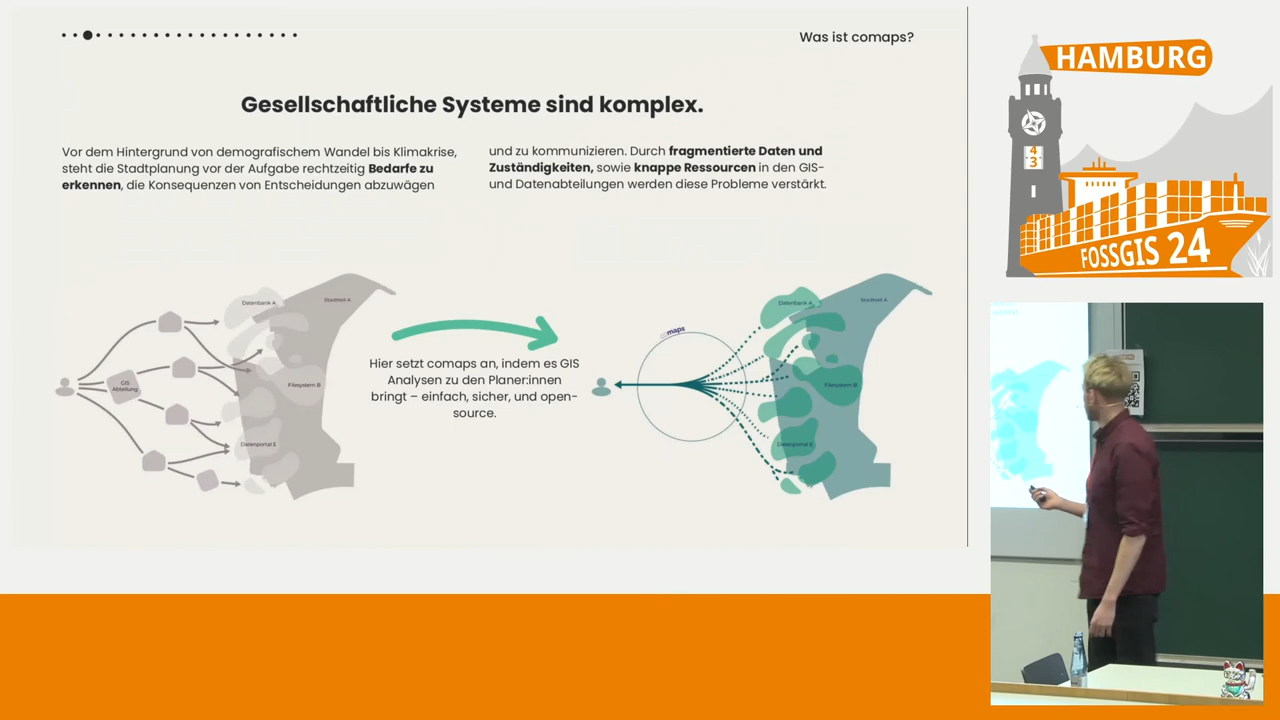 Was ist comaps?
Gesellschaftliche Systeme sind komplex.
Vor dem Hintergrund von demografischem Wandel bis Klimakrise,
steht die Stadtplanung vor der Aufgabe rechtzeitig Bedarfe zu
erkennen, die Konsequenzen von Entscheidungen abzuwägen
und zu kommunizieren. Durch fragmentierte Daten und
Zuständigkeiten, sowie knappe Ressourcen in den GIS-
und Datenabteilungen werden diese Probleme verstärkt.
Datenbank A
Stadtteil A
GIS
Abteilung
Filesystem B
Datenportal E
Hier setzt comaps an, indem es GIS
Analysen zu den Planer:innen
bringt – einfach, sicher, und open-
source.
maps
Datenbank A
Stadtteil A
Filesystem B
Datenportal E
HAMBURG
4
3
FOSSGIS 24